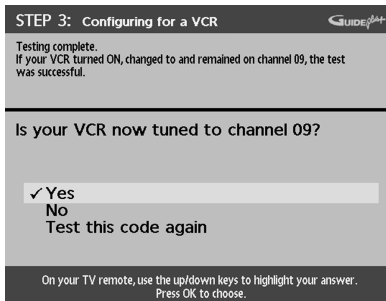 STEP 3: Configuring for a VCR GUIDE plus+
Testing complete.
If your VCR turned ON, changed to and remained on channel 09, the test
was successful.
Is your VCR now tuned to channel 09?
✓ Yes
No
Test this code again
On your TV remote, use the up/down keys to highlight your answer.
Press OK to choose.